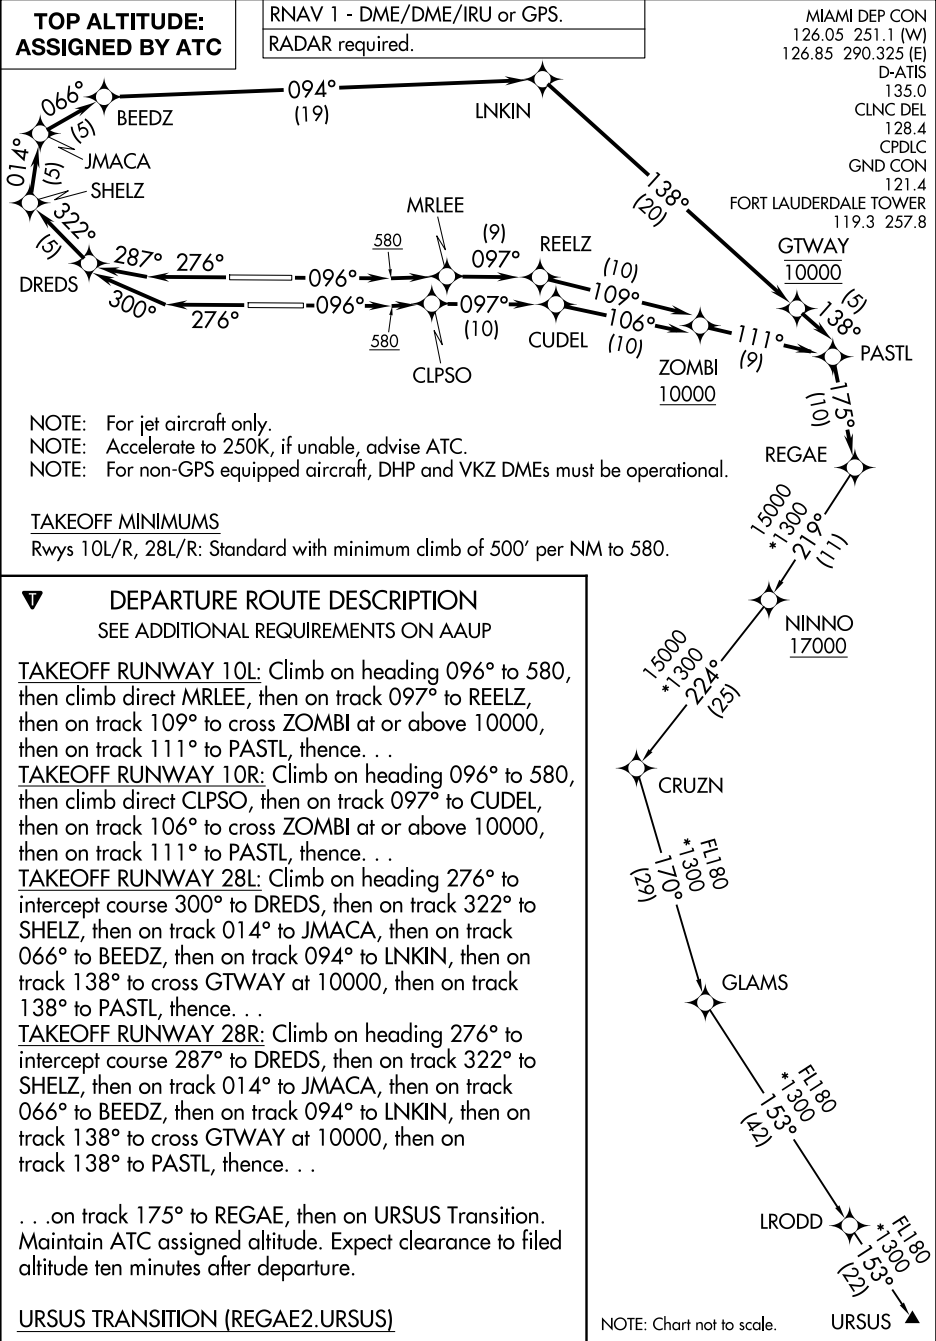 TOP ALTITUDE:
ASSIGNED BY ATC
RNAV 1 - DME/DME/IRU or GPS.
RADAR required.
MIAMI DEP CON
126.05 251.1 (W)
126.85 290.325 (E)
D-ATIS
135.0
CLNC DEL
128.4
CPDLC
GND CON
121.4
FORT LAUDERDALE TOWER
119.3 257.8
066°
(5)
BEEDZ
094°
(19)
LNKIN
014°
(5)
JMACA
SHELZ
322°
(5)
DREDS
287°
276°
300°
276°
096°
096°
580
580
MRLEE
(9)
097°
REELZ
(10)
109°
097°
(10)
CLPSO
CUDEL
106°
(10)
ZOMBI
10000
111°
(9)
138°
(20)
GTWAY
10000
(5)
138°
PASTL
175°
(10)
REGAE
15000
*1300
219°
(11)
NINNO
17000
15000
*1300
224°
(25)
CRUZN
FL180
*1300
170°
(29)
GLAMS
FL180
*1300
153°
(42)
LRODD
FL180
*1300
153°
(22)
URSUS
NOTE: For jet aircraft only.
NOTE: Accelerate to 250K, if unable, advise ATC.
NOTE: For non-GPS equipped aircraft, DHP and VKZ DMEs must be operational.
TAKEOFF MINIMUMS
Rwys 10L/R, 28L/R: Standard with minimum climb of 500' per NM to 580.
T
DEPARTURE ROUTE DESCRIPTION
SEE ADDITIONAL REQUIREMENTS ON AAUP
TAKEOFF RUNWAY 10L: Climb on heading 096° to 580,
then climb direct MRLEE, then on track 097° to REELZ,
then on track 109° to cross ZOMBI at or above 10000,
then on track 111° to PASTL, thence. . .
TAKEOFF RUNWAY 10R: Climb on heading 096° to 580,
then climb direct CLPSO, then on track 097° to CUDEL,
then on track 106° to cross ZOMBI at or above 10000,
then on track 111° to PASTL, thence. . .
TAKEOFF RUNWAY 28L: Climb on heading 276° to
intercept course 300° to DREDS, then on track 322° to
SHELZ, then on track 014° to JMACA, then on track
066° to BEEDZ, then on track 094° to LNKIN, then on
track 138° to cross GTWAY at 10000, then on track
138° to PASTL, thence. . .
TAKEOFF RUNWAY 28R: Climb on heading 276° to
intercept course 287° to DREDS, then on track 322° to
SHELZ, then on track 014° to JMACA, then on track
066° to BEEDZ, then on track 094° to LNKIN, then on
track 138° to cross GTWAY at 10000, then on
track 138° to PASTL, thence. . .
. . .on track 175° to REGAE, then on URSUS Transition.
Maintain ATC assigned altitude. Expect clearance to filed
altitude ten minutes after departure.
URSUS TRANSITION (REGAE2.URSUS)
NOTE: Chart not to scale.